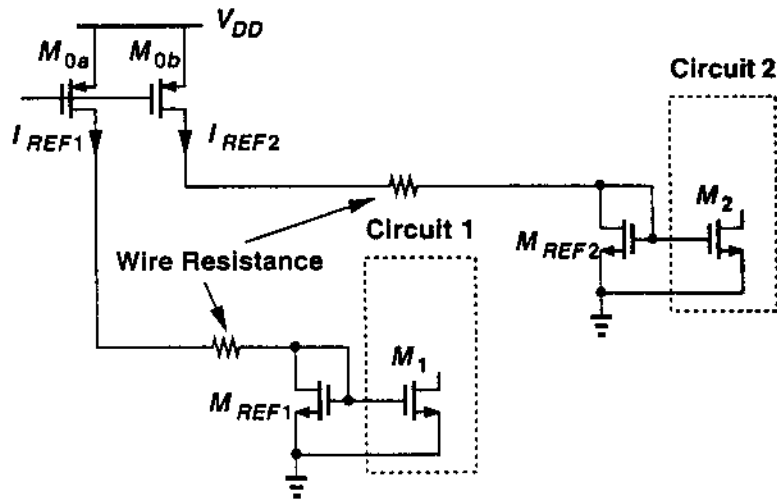 V_DD
M_0a M_0b
Circuit 2
I_REF1 I_REF2
M_2
Circuit 1
M_REF2
Wire Resistance
M_1
M_REF1